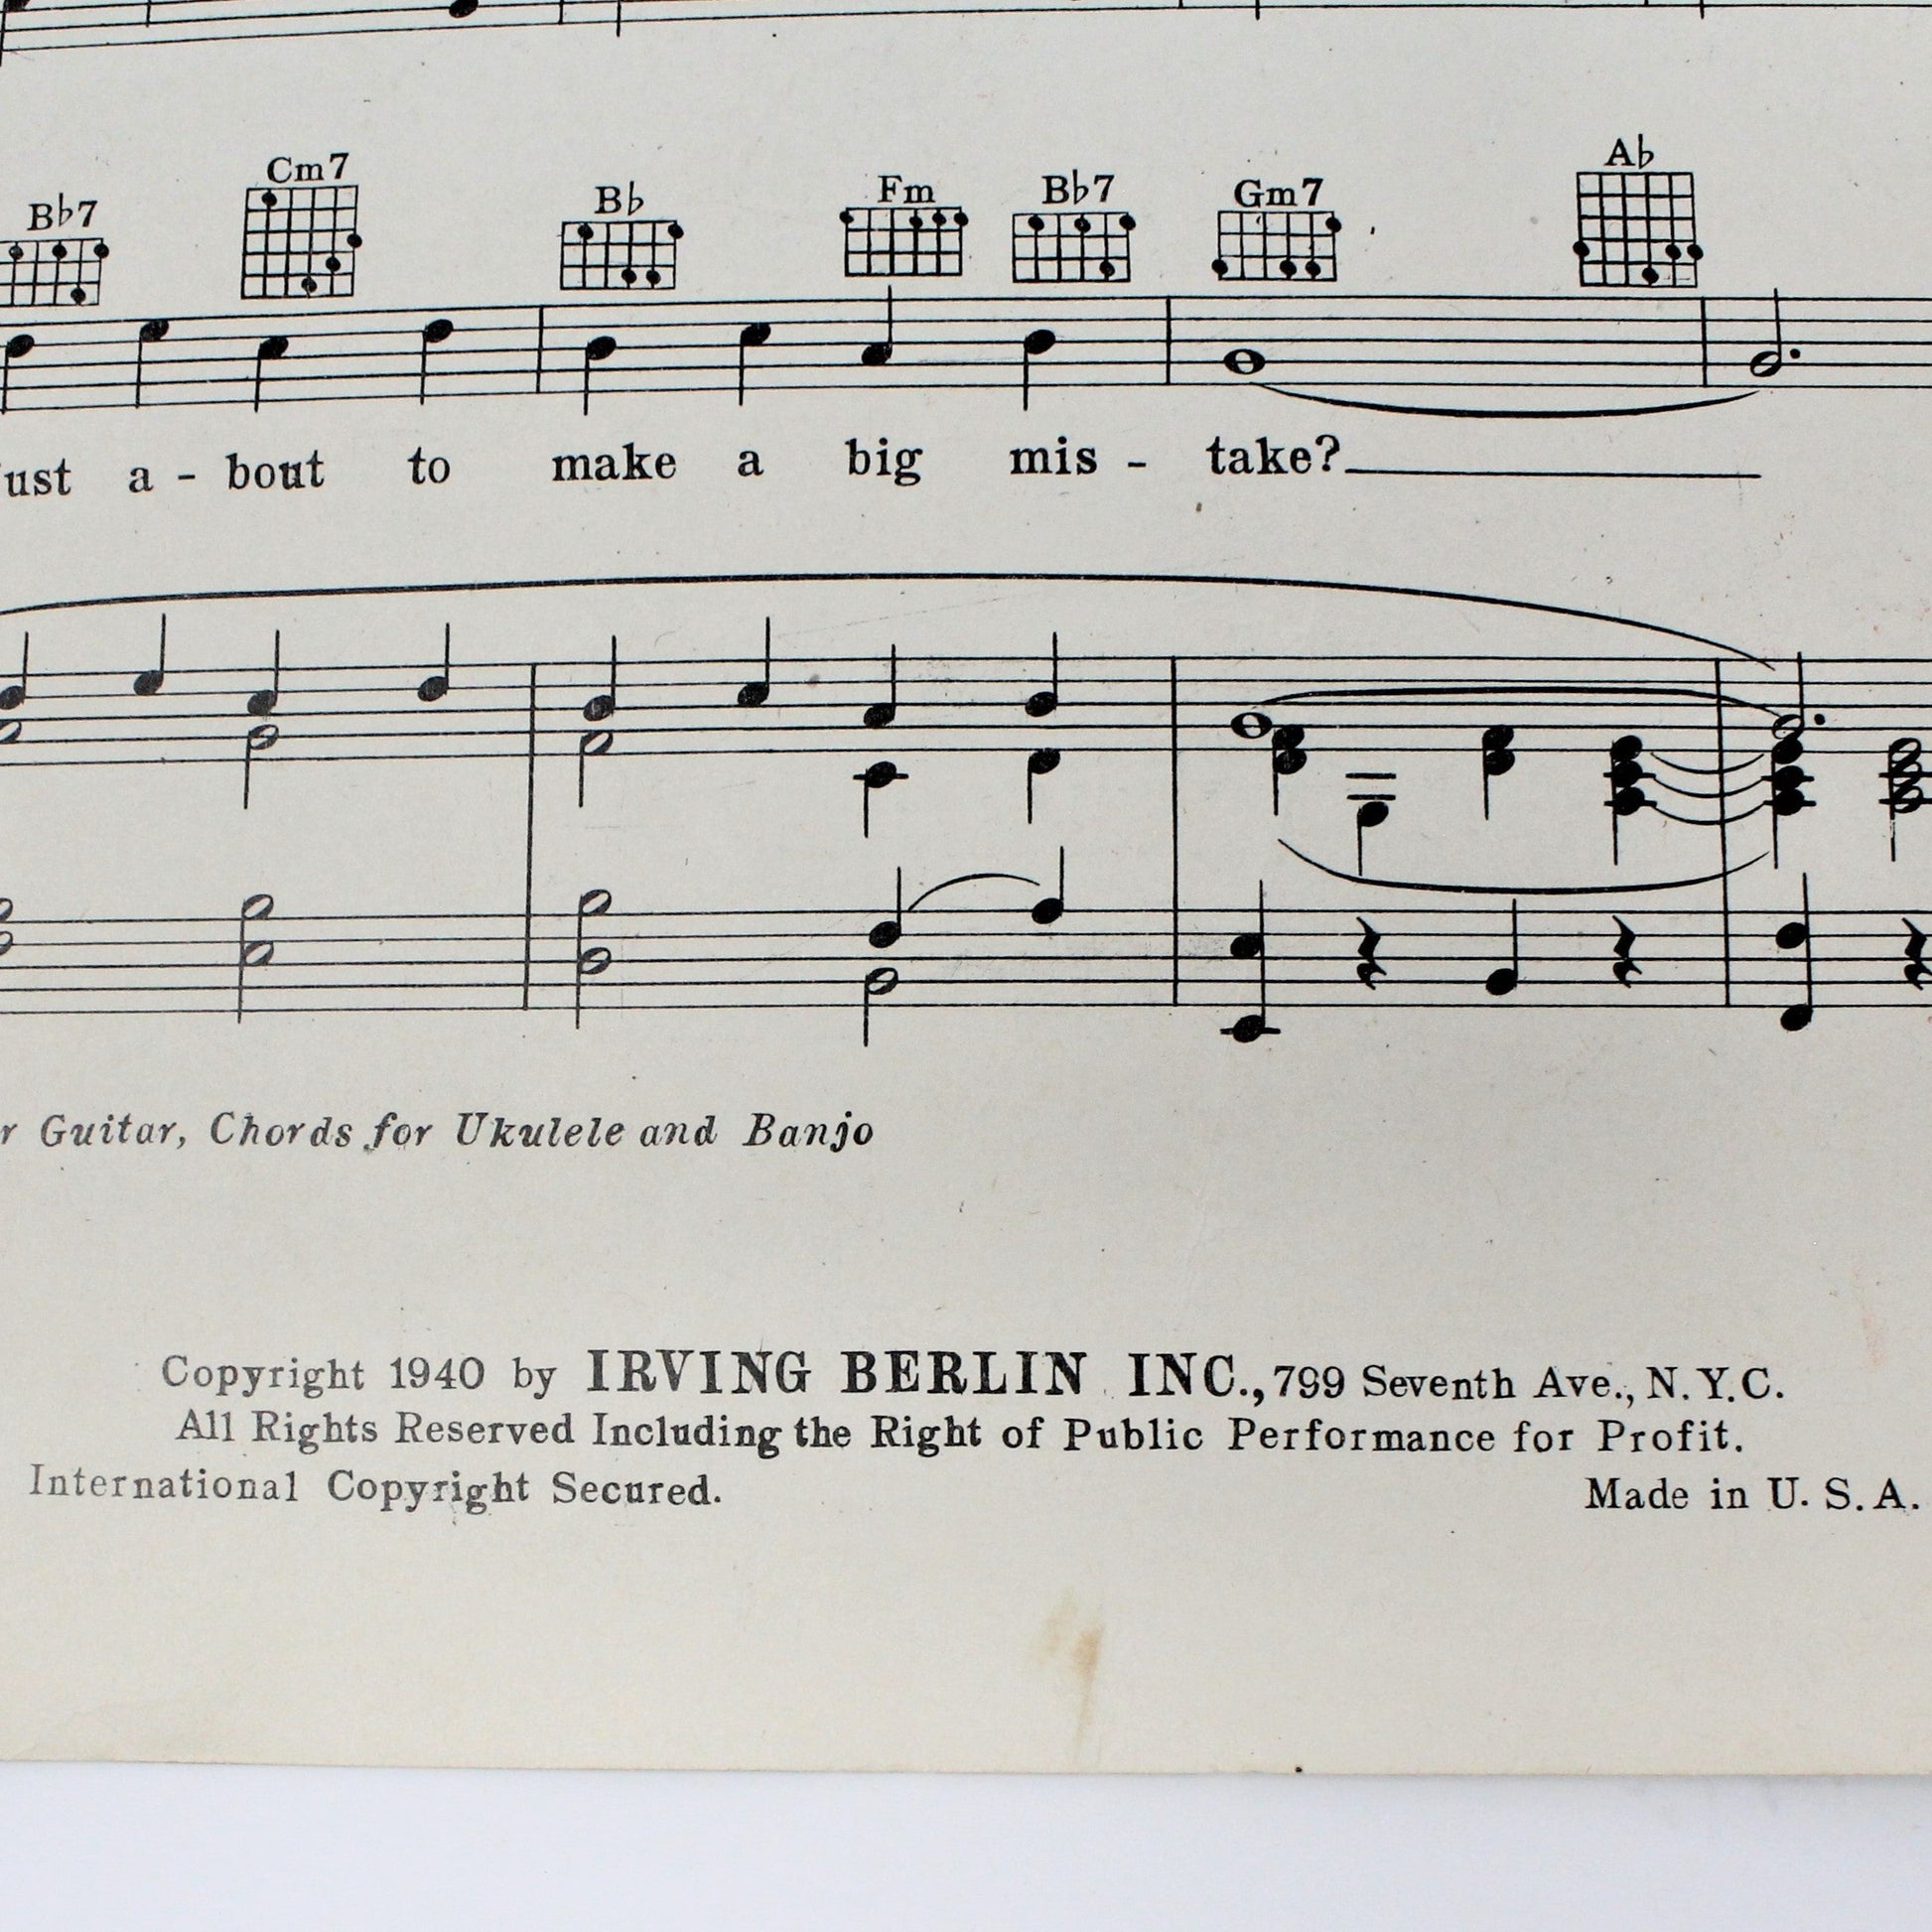 Bb7 Cm7 Bb Fm Bb7 Gm7 Ab
a - bout to make a big mis - take?
Guitar, Chords for Ukulele and Banjo
Copyright 1940 by IRVING BERLIN INC., 799 Seventh Ave., N.Y.C.
All Rights Reserved Including the Right of Public Performance for Profit.
International Copyright Secured. Made in U. S. A.